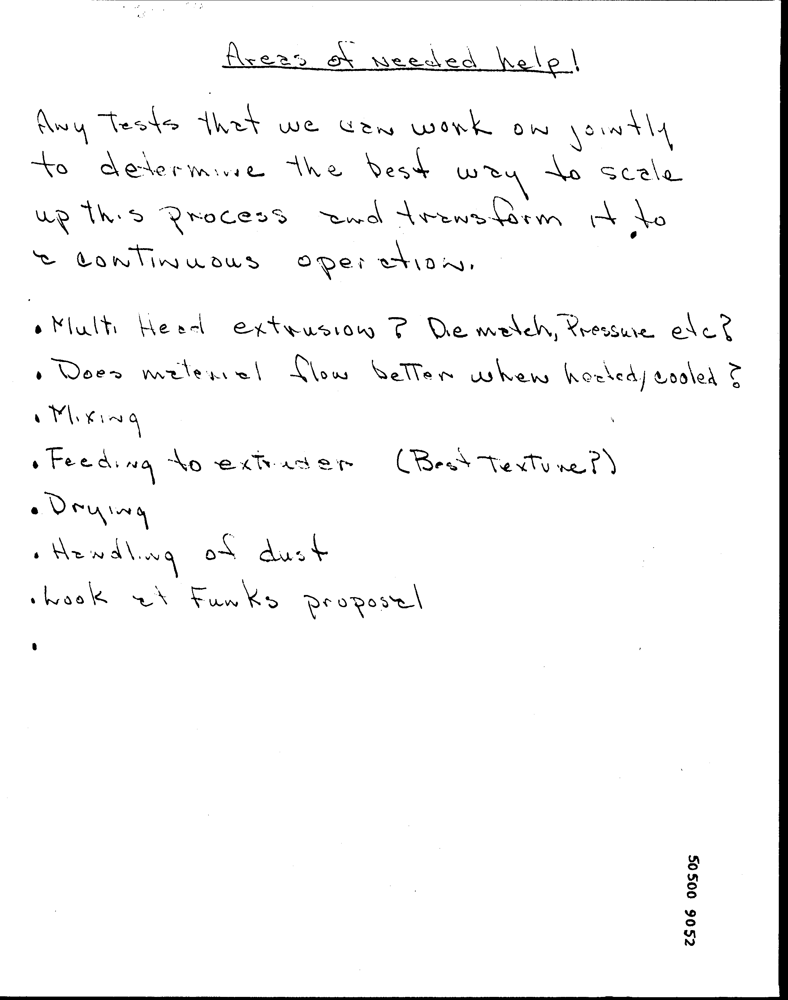 Areas of Needed help!
Any Tests that we can work on jointly
to determine the best way to scale
up this process and transform it to
a continuous operation.
• Multi Head extrusion? Die match, Pressure etc?
• Does material flow better when heated/cooled?
• Mixing
• Feeding to extruder (Best Texture?)
• Drying
• Handling of dust
• Look at Funks proposal
•
50500 9052